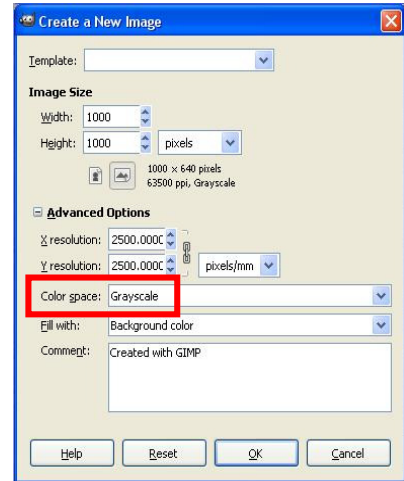 Create a New Image
Template:
Image Size
Width: 1000
Height: 1000 pixels
1000 × 640 pixels
63500 ppi, Grayscale
Advanced Options
X resolution: 2500.000(
Y resolution: 2500.000( pixels/mm
Color space: Grayscale
Fill with: Background color
Comment: Created with GIMP
Help Reset OK Cancel